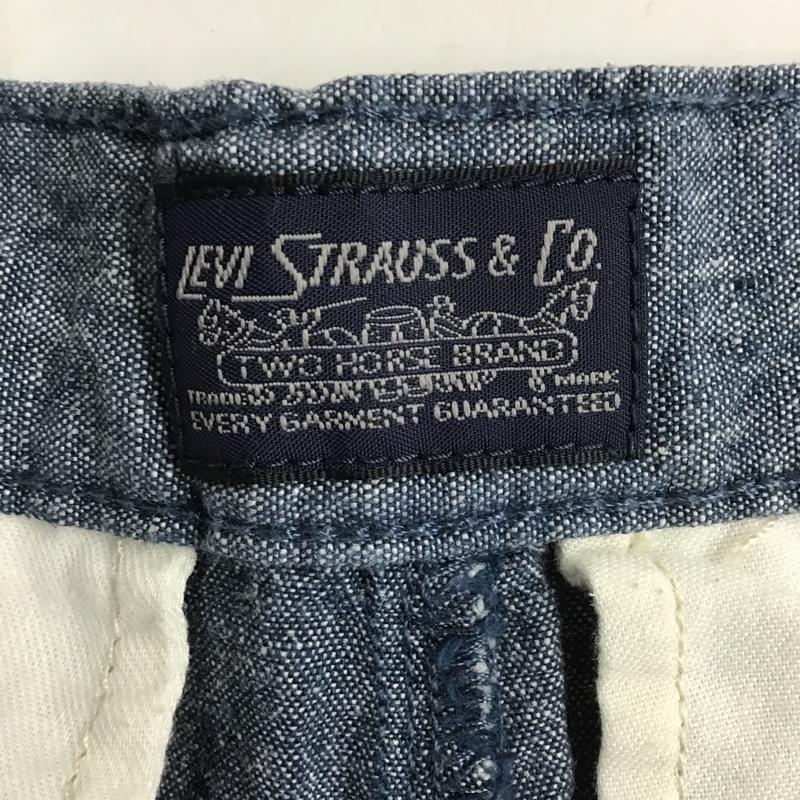 LEVI STRAUSS & CO.
TWO HORSE BRAND
TRADE MARK
EVERY GARMENT GUARANTEED